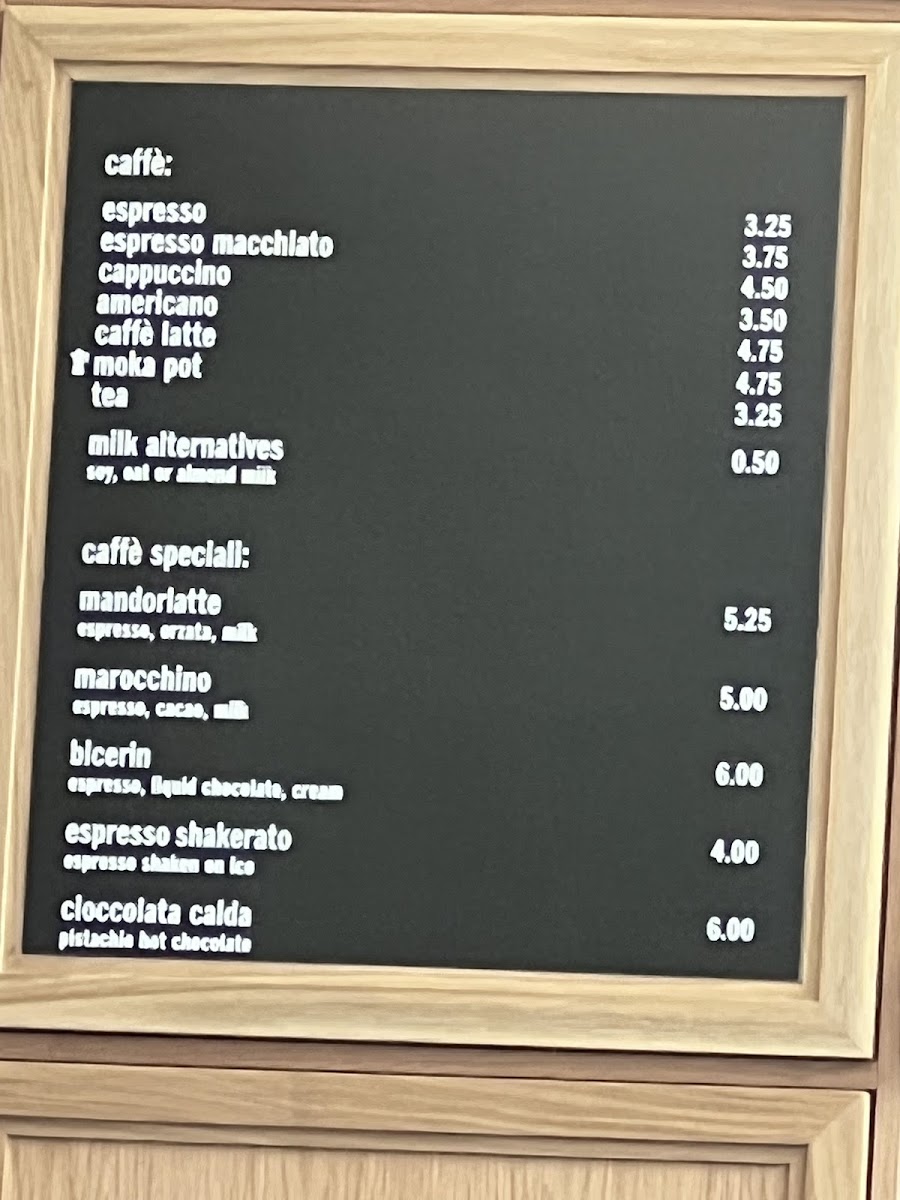 caffè:
espresso 3.25
espresso macchiato 3.75
cappuccino 4.50
americano 3.50
caffè latte 4.75
moka pot 4.75
tea 3.25
milk alternatives 0.50
soy, oat or almond milk
caffè speciali:
mandorlatte 5.25
espresso, orzata, milk
marocchino 5.00
espresso, cacao, milk
bicerin 6.00
espresso, liquid chocolate, cream
espresso shakerato 4.00
espresso shaken on ice
cioccolata calda 6.00
pistachio hot chocolate